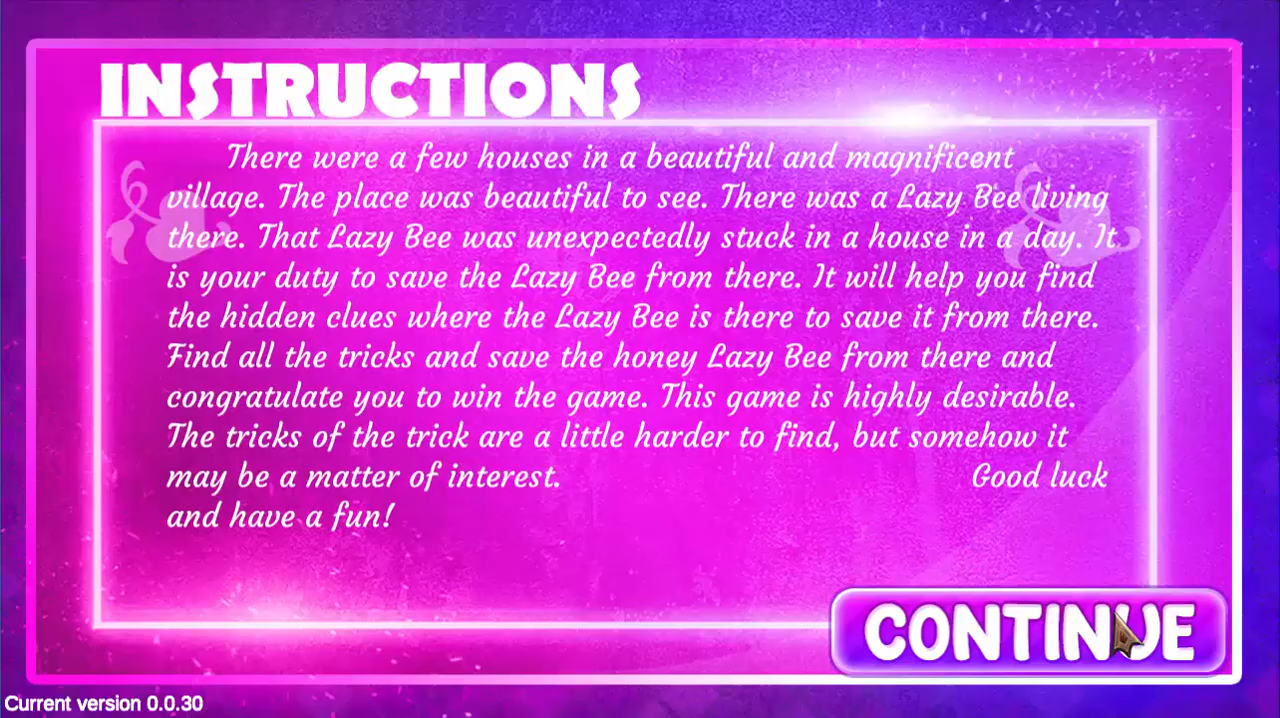 INSTRUCTIONS
There were a few houses in a beautiful and magnificent
village. The place was beautiful to see. There was a Lazy Bee living
there. That Lazy Bee was unexpectedly stuck in a house in a day. It
is your duty to save the Lazy Bee from there. It will help you find
the hidden clues where the Lazy Bee is there to save it from there.
Find all the tricks and save the honey Lazy Bee from there and
congratulate you to win the game. This game is highly desirable.
The tricks of the trick are a little harder to find, but somehow it
may be a matter of interest. Good luck
and have a fun!
CONTINUE
Current version 0.0.30